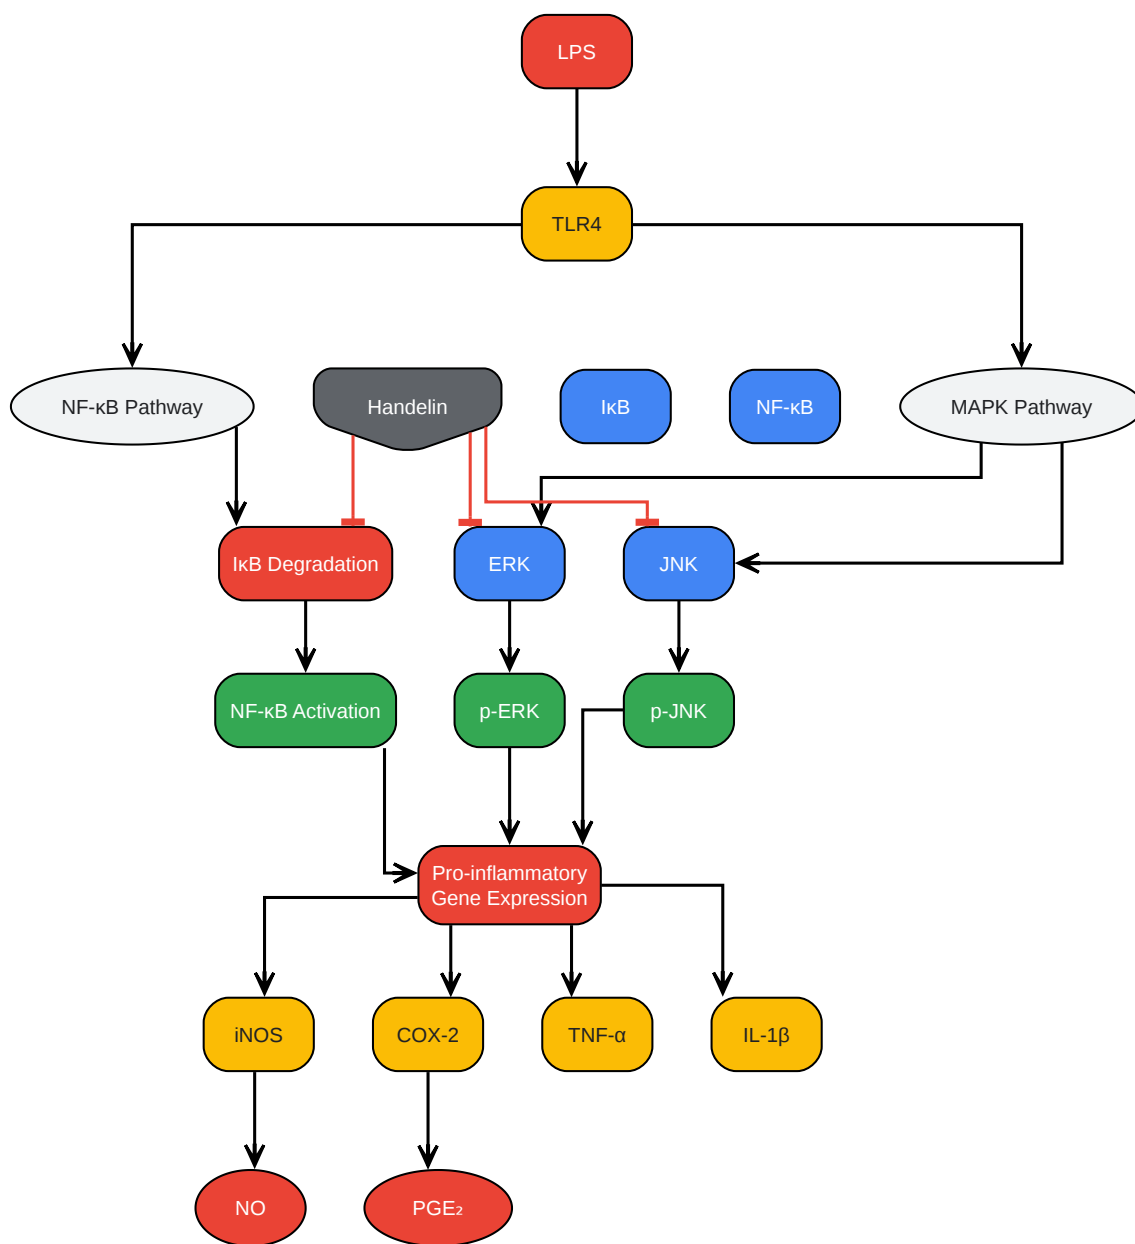 LPS
TLR4
NF-κB Pathway
Handelin
IκB
NF-κB
MAPK Pathway
IκB Degradation
ERK
JNK
NF-κB Activation
p-ERK
p-JNK
Pro-inflammatory
Gene Expression
iNOS
COX-2
TNF-α
IL-1β
NO
PGE₂